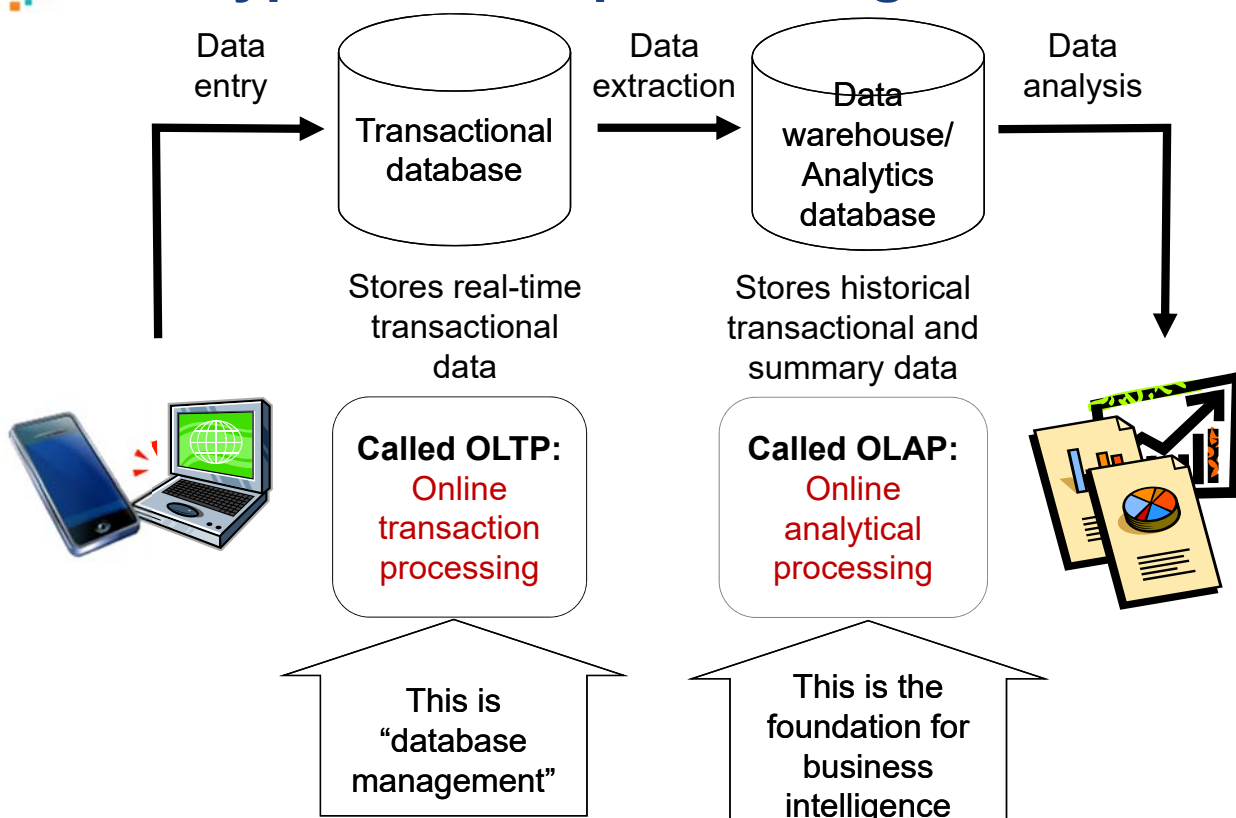 Data
entry
Data
extraction
Data
analysis
Transactional
database
Data
warehouse/
Analytics
database
Stores real-time
transactional
data
Stores historical
transactional and
summary data
Called OLTP:
Online
transaction
processing
Called OLAP:
Online
analytical
processing
This is
“database
management”
This is the
foundation for
business
intelligence